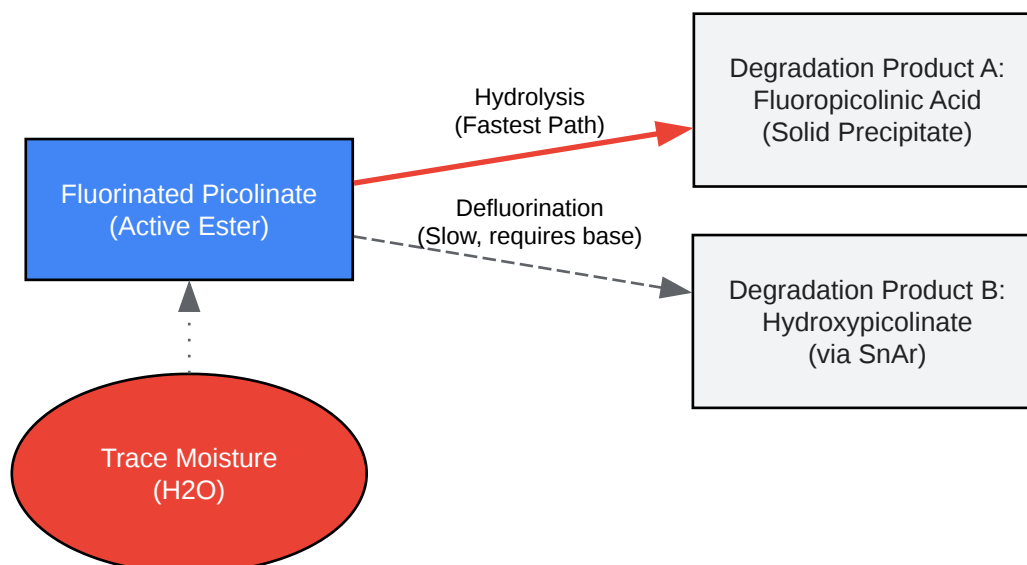 Degradation Product A:
Fluoropicolinic Acid
(Solid Precipitate)
Hydrolysis
(Fastest Path)
Fluorinated Picolinate
(Active Ester)
Defluorination
(Slow, requires base)
Degradation Product B:
Hydroxypicolinate
(via SnAr)
Trace Moisture
(H2O)